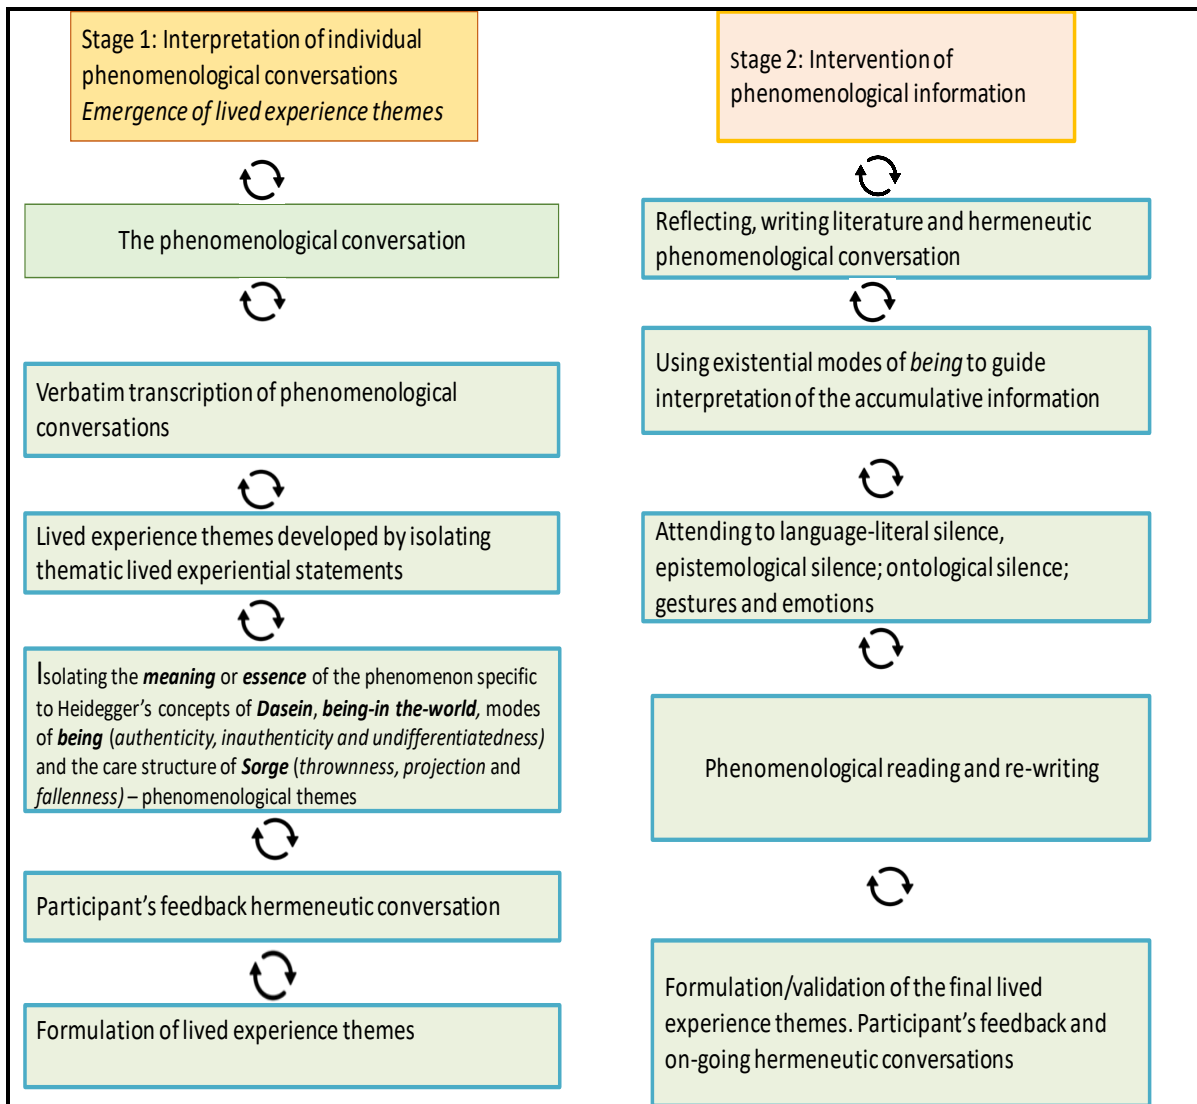 Stage 1: Interpretation of individual
phenomenological conversations
Emergence of lived experience themes
The phenomenological conversation
Verbatim transcription of phenomenological
conversations
Lived experience themes developed by isolating
thematic lived experiential statements
Isolating the meaning or essence of the phenomenon specific
to Heidegger's concepts of Dasein, being-in the-world, modes
of being (authenticity, inauthenticity and undifferentiatedness)
and the care structure of Sorge (thrownness, projection and
fallenness) – phenomenological themes
Participant's feedback hermeneutic conversation
Formulation of lived experience themes
Stage 2: Intervention of
phenomenological information
Reflecting, writing literature and hermeneutic
phenomenological conversation
Using existential modes of being to guide
interpretation of the accumulative information
Attending to language-literal silence,
epistemological silence; ontological silence;
gestures and emotions
Phenomenological reading and re-writing
Formulation/validation of the final lived
experience themes. Participant's feedback and
on-going hermeneutic conversations